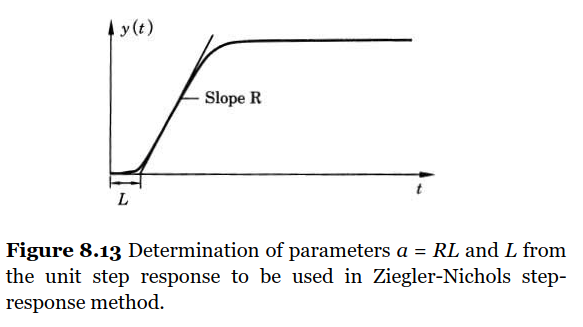 y(t)
Slope R
L
t
Figure 8.13 Determination of parameters a = RL and L from
the unit step response to be used in Ziegler-Nichols step-
response method.